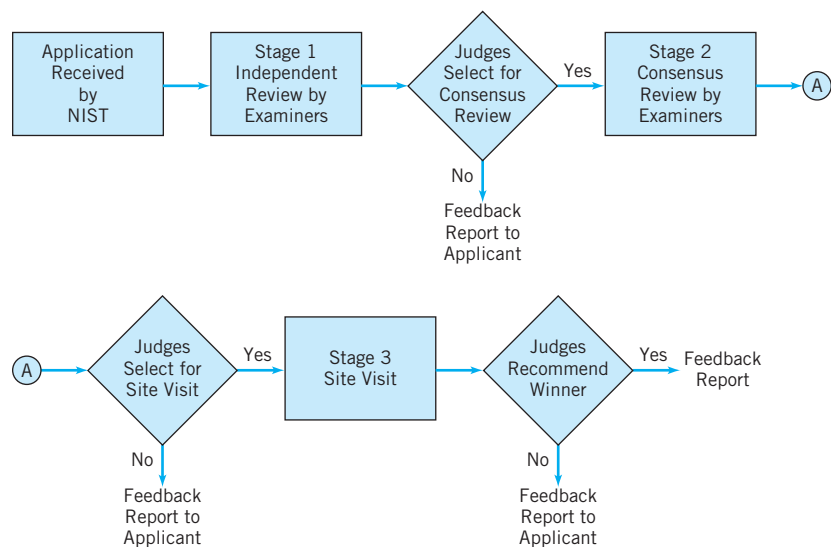 Application
Received
by
NIST
Stage 1
Independent
Review by
Examiners
Judges
Select for
Consensus
Review
Yes
Stage 2
Consensus
Review by
Examiners
A
No
Feedback
Report to
Applicant
A
Judges
Select for
Site Visit
Yes
Stage 3
Site Visit
Judges
Recommend
Winner
Yes
Feedback
Report
No
Feedback
Report to
Applicant
No
Feedback
Report to
Applicant